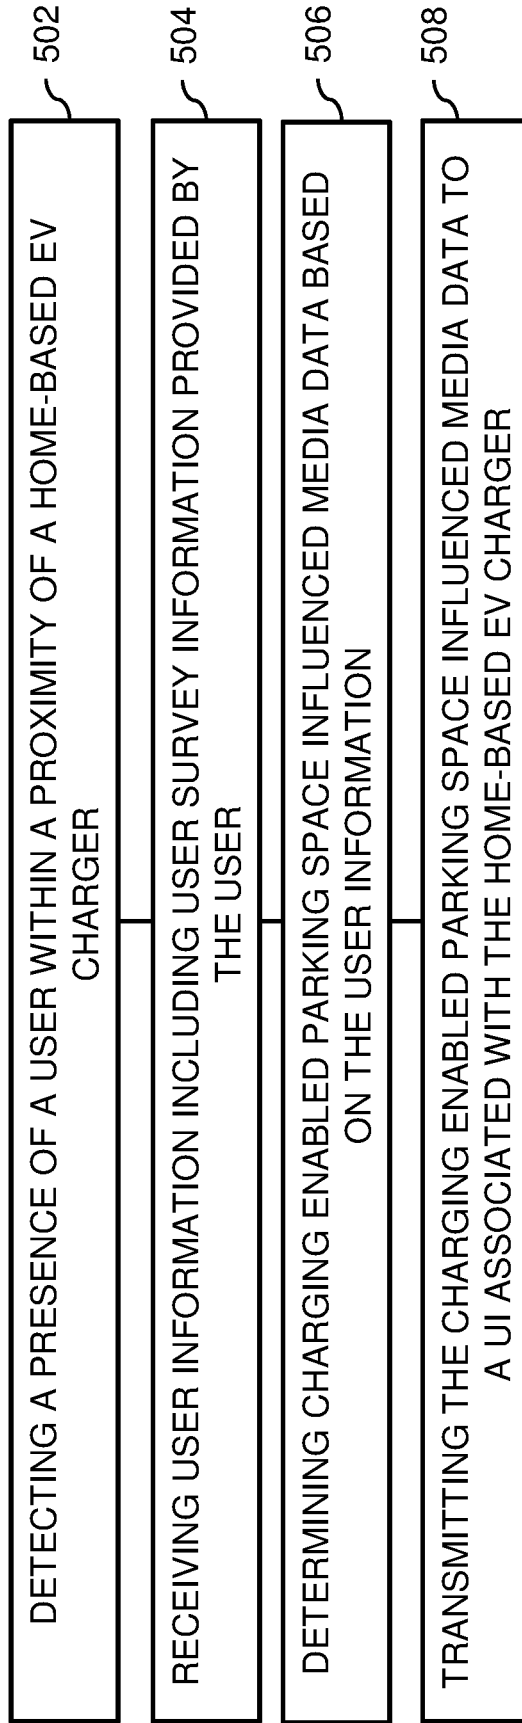 DETECTING A PRESENCE OF A USER WITHIN A PROXIMITY OF A HOME-BASED EV
CHARGER
502
RECEIVING USER INFORMATION INCLUDING USER SURVEY INFORMATION PROVIDED BY
THE USER
504
DETERMINING CHARGING ENABLED PARKING SPACE INFLUENCED MEDIA DATA BASED
ON THE USER INFORMATION
506
TRANSMITTING THE CHARGING ENABLED PARKING SPACE INFLUENCED MEDIA DATA TO
A UI ASSOCIATED WITH THE HOME-BASED EV CHARGER
508